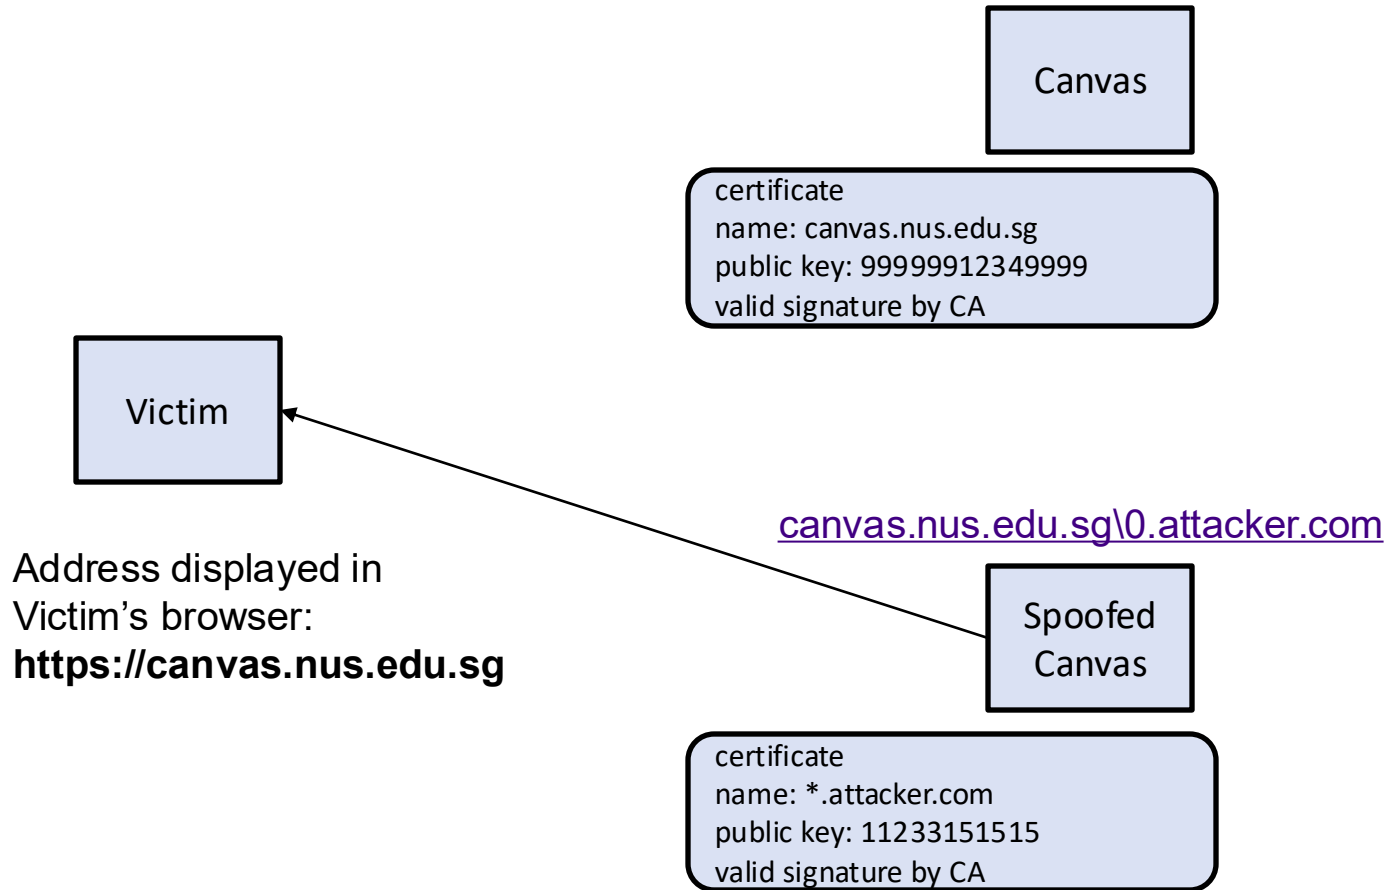 Canvas
certificate
name: canvas.nus.edu.sg
public key: 99999912349999
valid signature by CA
Victim
Address displayed in
Victim’s browser:
https://canvas.nus.edu.sg
canvas.nus.edu.sg\0.attacker.com
Spoofed
Canvas
certificate
name: *.attacker.com
public key: 11233151515
valid signature by CA